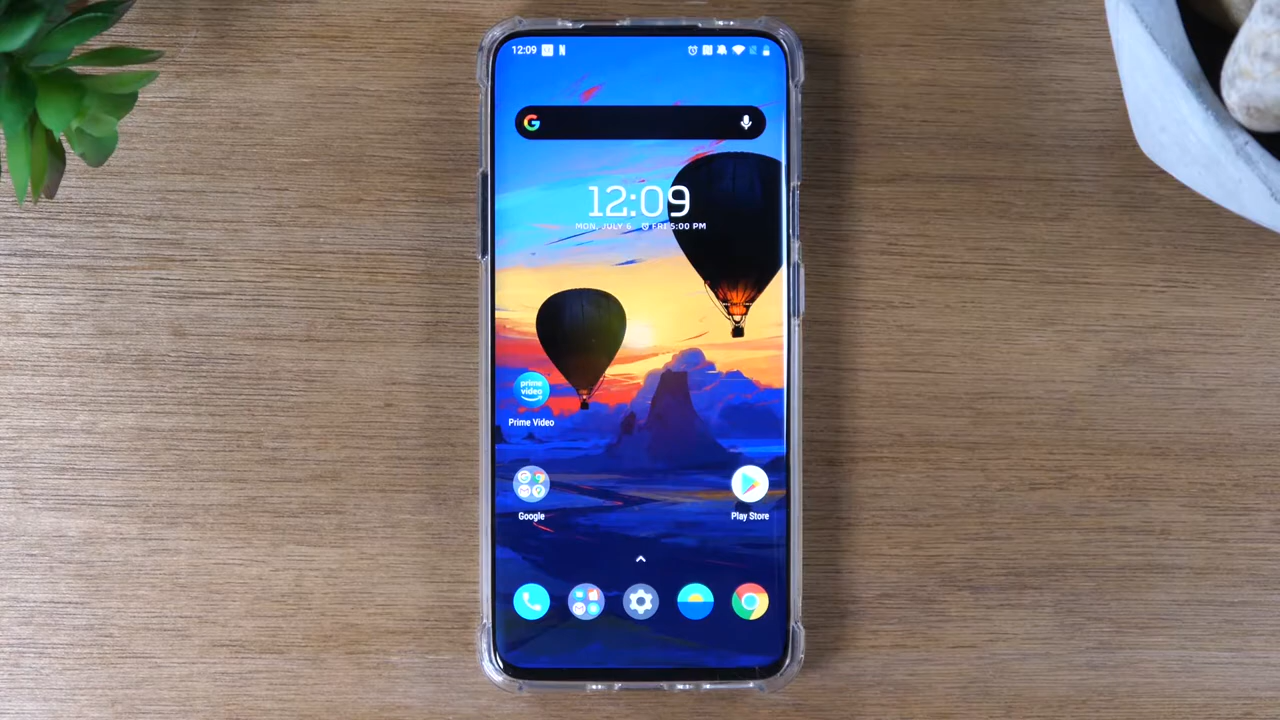 12:09
12:09
MON, JULY 6 FRI 5:00 PM
prime video
Prime Video
Google
Play Store